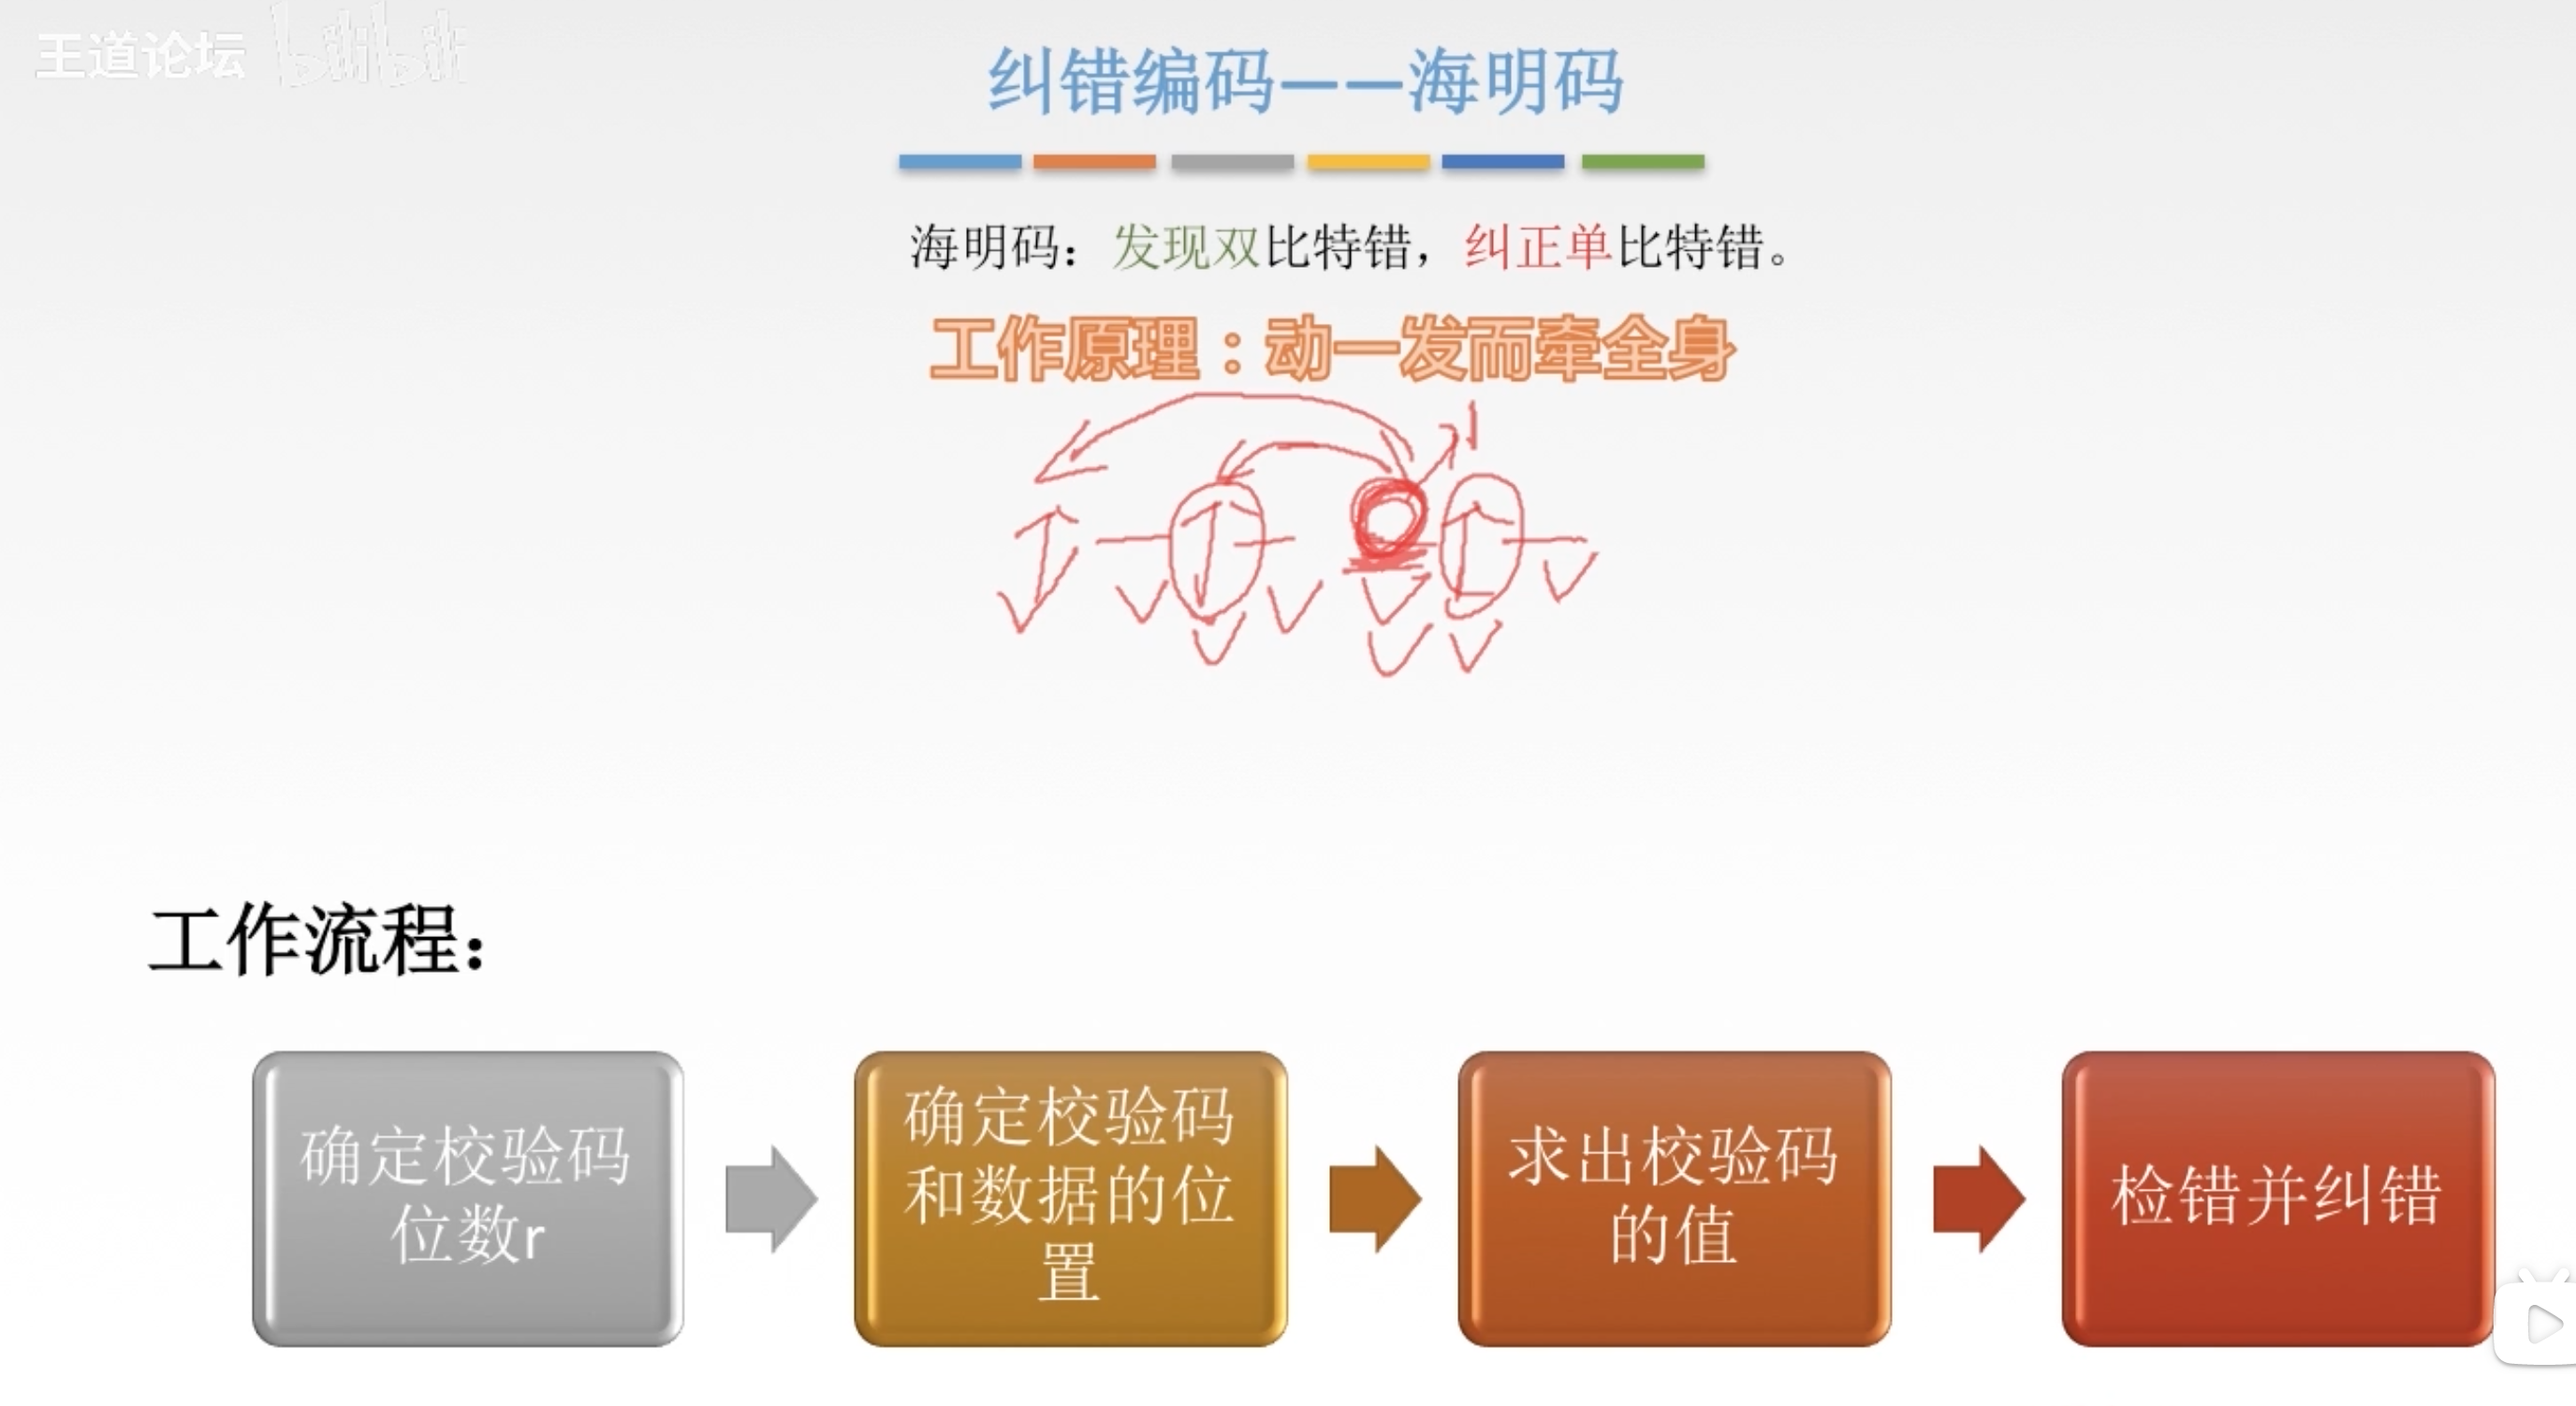 王道论坛 bilibili
纠错编码——海明码
海明码：发现双比特错，纠正单比特错。
工作原理：动一发而牵全身
1
工作流程：
确定校验码
位数r
确定校验码
和数据的位
置
求出校验码
的值
检错并纠错